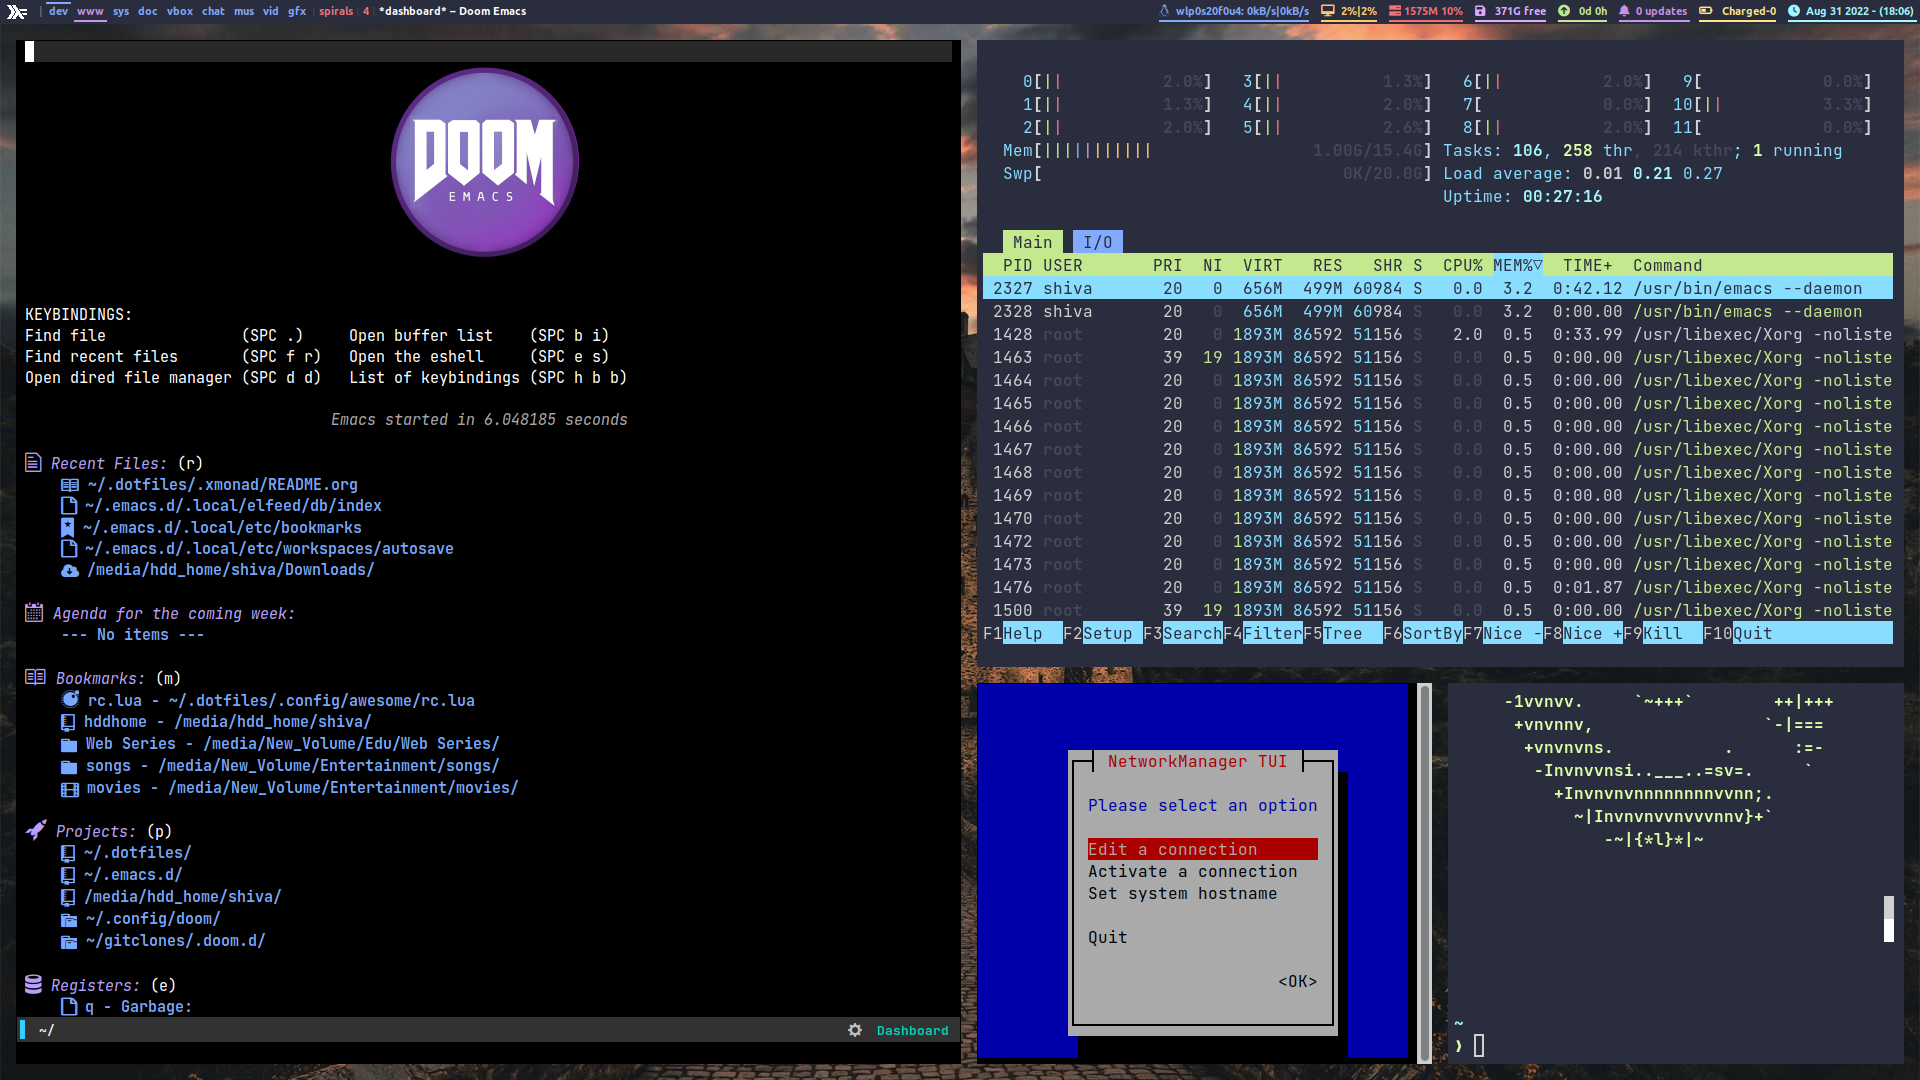 dev www sys doc vbox chat mus vid gfx | spirals | 4 | *dashboard* – Doom Emacs
wlp0s20f0u4: 0kB/s|0kB/s 2%|2% 1575M 10% 371G free 0d 0h 0 updates Charged-0 Aug 31 2022 - (18:06)
DOOM
EMACS
KEYBINDINGS:
Find file (SPC .) Open buffer list (SPC b i)
Find recent files (SPC f r) Open the eshell (SPC e s)
Open dired file manager (SPC d d) List of keybindings (SPC h b b)
Emacs started in 6.048185 seconds
Recent Files: (r)
~/.dotfiles/.xmonad/README.org
~/.emacs.d/.local/elfeed/db/index
~/.emacs.d/.local/etc/bookmarks
~/.emacs.d/.local/etc/workspaces/autosave
/media/hdd_home/shiva/Downloads/
Agenda for the coming week:
--- No items ---
Bookmarks: (m)
rc.lua - ~/.dotfiles/.config/awesome/rc.lua
hddhome - /media/hdd_home/shiva/
Web Series - /media/New_Volume/Edu/Web Series/
songs - /media/New_Volume/Entertainment/songs/
movies - /media/New_Volume/Entertainment/movies/
Projects: (p)
~/.dotfiles/
~/.emacs.d/
/media/hdd_home/shiva/
~/.config/doom/
~/gitclones/.doom.d/
Registers: (e)
q - Garbage:
~/ Dashboard
0[|| 2.0%] 3[|| 1.3%] 6[|| 2.0%] 9[ 0.0%]
1[|| 1.3%] 4[|| 2.0%] 7[ 0.0%] 10[|| 3.3%]
2[|| 2.0%] 5[|| 2.6%] 8[|| 2.0%] 11[ 0.0%]
Mem[||||||||||| 1.00G/15.4G] Tasks: 106, 258 thr, 214 kthr; 1 running
Swp[ 0K/20.0G] Load average: 0.01 0.21 0.27
Uptime: 00:27:16
Main I/O
PID USER PRI NI VIRT RES SHR S CPU% MEM%▽ TIME+ Command
2327 shiva 20 0 656M 499M 60984 S 0.0 3.2 0:42.12 /usr/bin/emacs --daemon
2328 shiva 20 0 656M 499M 60984 S 0.0 3.2 0:00.00 /usr/bin/emacs --daemon
1428 root 20 0 1893M 86592 51156 S 2.0 0.5 0:33.99 /usr/libexec/Xorg -noliste
1463 root 39 19 1893M 86592 51156 S 0.0 0.5 0:00.00 /usr/libexec/Xorg -noliste
1464 root 20 0 1893M 86592 51156 S 0.0 0.5 0:00.00 /usr/libexec/Xorg -noliste
1465 root 20 0 1893M 86592 51156 S 0.0 0.5 0:00.00 /usr/libexec/Xorg -noliste
1466 root 20 0 1893M 86592 51156 S 0.0 0.5 0:00.00 /usr/libexec/Xorg -noliste
1467 root 20 0 1893M 86592 51156 S 0.0 0.5 0:00.00 /usr/libexec/Xorg -noliste
1468 root 20 0 1893M 86592 51156 S 0.0 0.5 0:00.00 /usr/libexec/Xorg -noliste
1469 root 20 0 1893M 86592 51156 S 0.0 0.5 0:00.00 /usr/libexec/Xorg -noliste
1470 root 20 0 1893M 86592 51156 S 0.0 0.5 0:00.00 /usr/libexec/Xorg -noliste
1472 root 20 0 1893M 86592 51156 S 0.0 0.5 0:00.00 /usr/libexec/Xorg -noliste
1473 root 20 0 1893M 86592 51156 S 0.0 0.5 0:00.00 /usr/libexec/Xorg -noliste
1476 root 20 0 1893M 86592 51156 S 0.0 0.5 0:01.87 /usr/libexec/Xorg -noliste
1500 root 39 19 1893M 86592 51156 S 0.0 0.5 0:00.00 /usr/libexec/Xorg -noliste
F1Help F2Setup F3SearchF4FilterF5Tree F6SortByF7Nice -F8Nice +F9Kill F10Quit
NetworkManager TUI
Please select an option
Edit a connection
Activate a connection
Set system hostname
Quit
<OK>
-1vvnvv. `~+++` ++|+++
+vnvnnv, `-|===
+vnvnvns. . :=-
-Invnvvnsi..___..=sv=. `
+Invnvnvnnnnnnnnvvnn;.
~|Invnvnvvnvvvnnv}+`
-~|{*l}*|~
~
❯